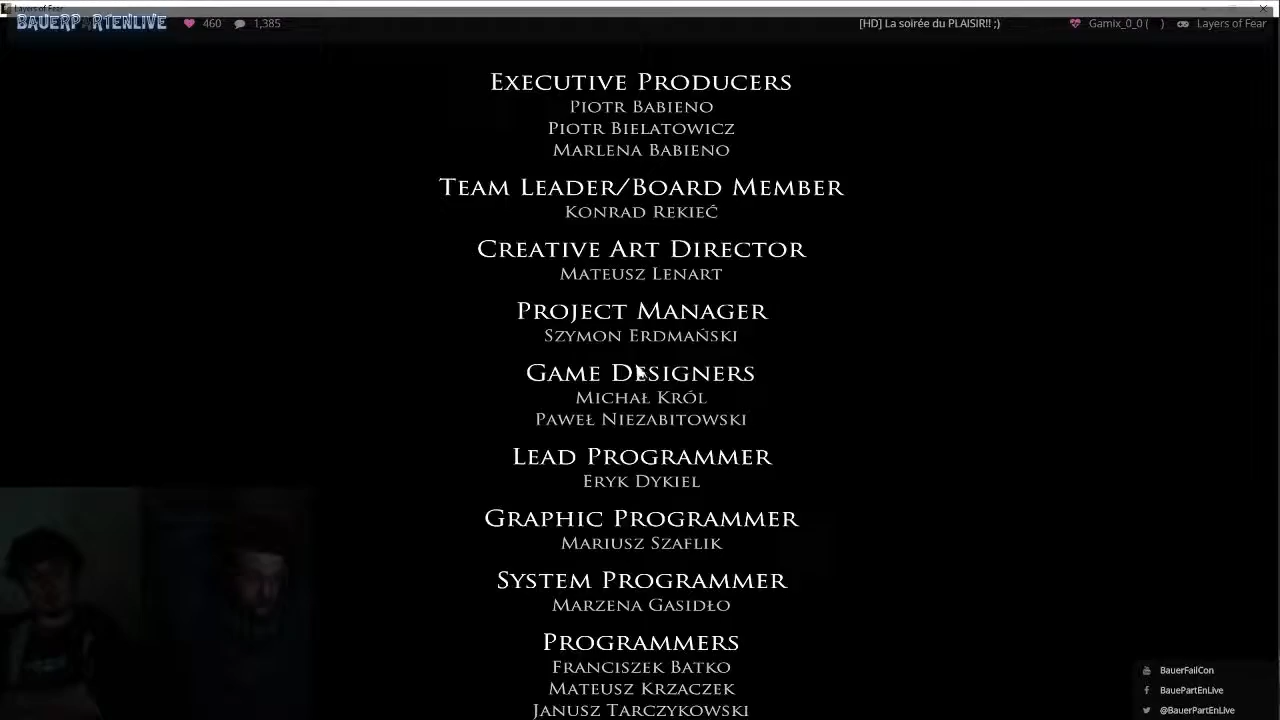 Layers of Fear
BAUERPARTENLIVE 460 1,385 [HD] La soirée du PLAISIR!! ;) Gamix_0_0 ( ) Layers of Fear
EXECUTIVE PRODUCERS
PIOTR BABIENO
PIOTR BIELATOWICZ
MARLENA BABIENO
TEAM LEADER/BOARD MEMBER
KONRAD REKIEĆ
CREATIVE ART DIRECTOR
MATEUSZ LENART
PROJECT MANAGER
SZYMON ERDMAŃSKI
GAME DESIGNERS
MICHAŁ KRÓL
PAWEŁ NIEZABITOWSKI
LEAD PROGRAMMER
ERYK DYKIEL
GRAPHIC PROGRAMMER
MARIUSZ SZAFLIK
SYSTEM PROGRAMMER
MARZENA GASIDŁO
PROGRAMMERS
FRANCISZEK BATKO
MATEUSZ KRZACZEK
JANUSZ TARCZYKOWSKI
BauerFailCon
BauePartEnLive
@BauerPartEnLive